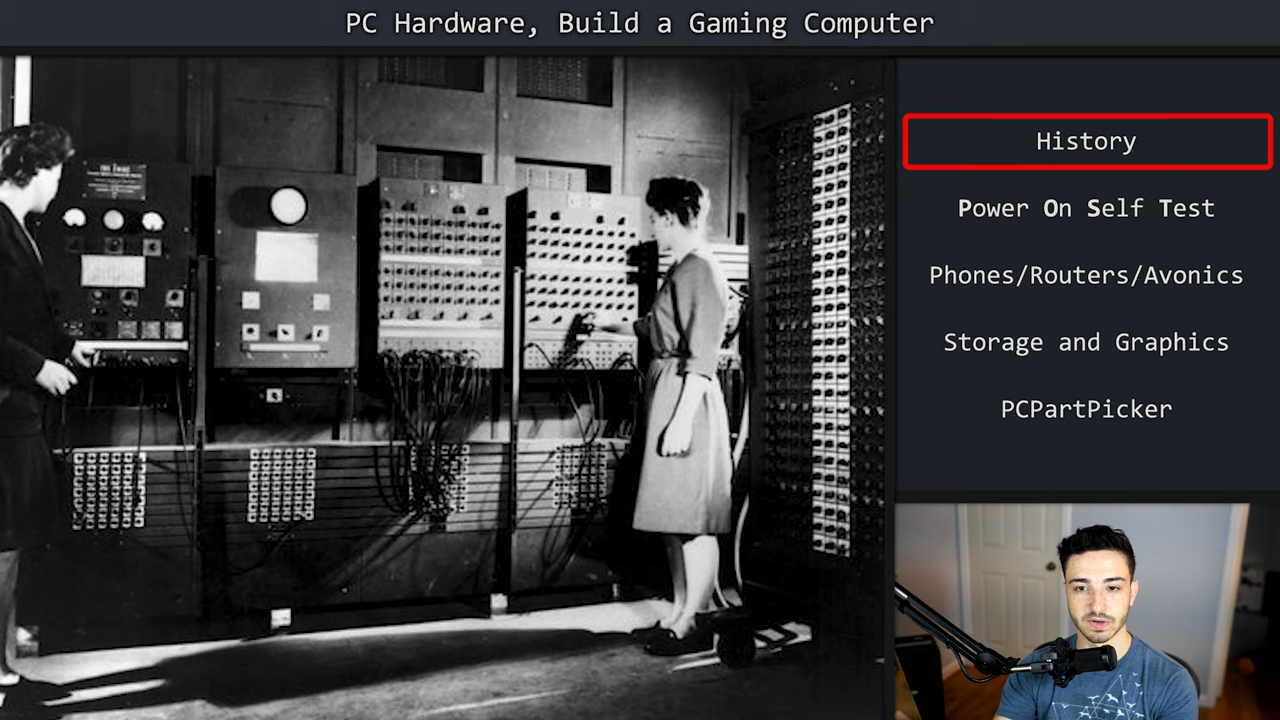 PC Hardware, Build a Gaming Computer
History
Power On Self Test
Phones/Routers/Avonics
Storage and Graphics
PCPartPicker